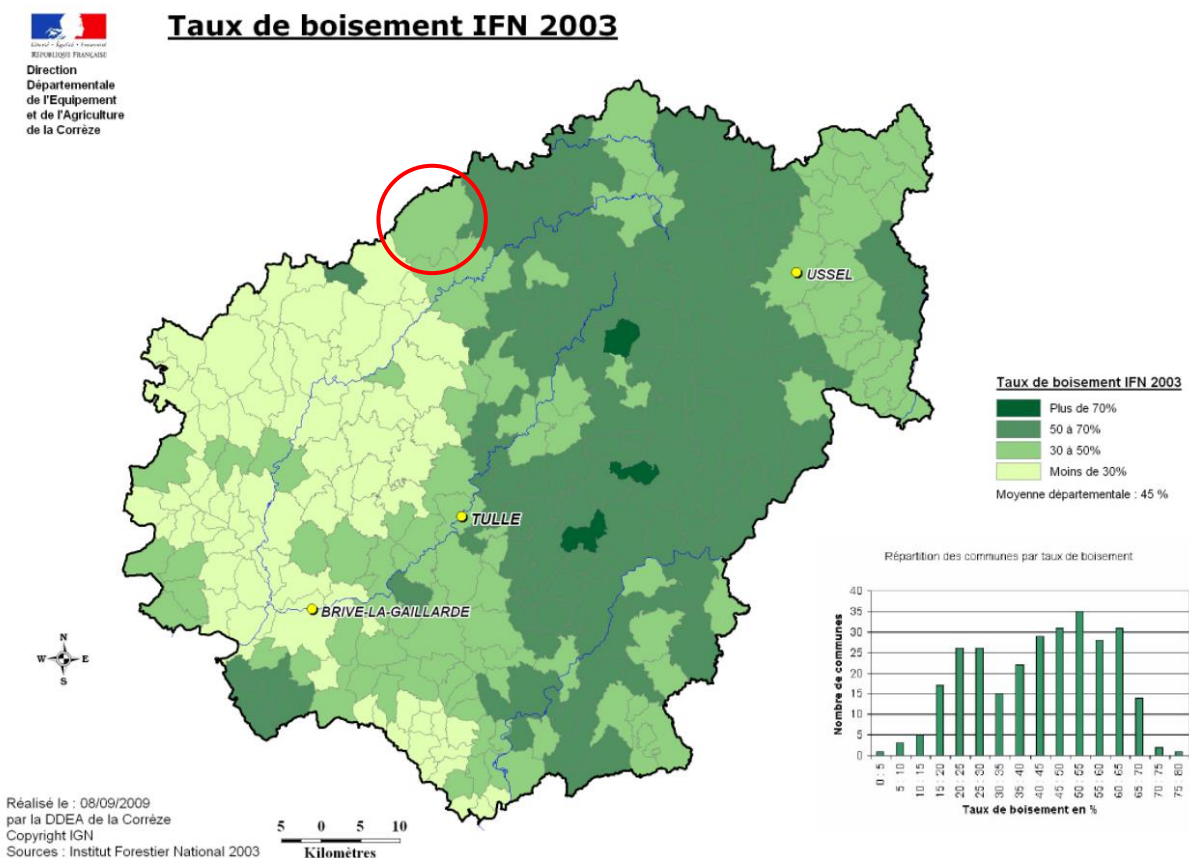 Taux de boisement IFN 2003
Liberté • Égalité • Fraternité
RÉPUBLIQUE FRANÇAISE
Direction
Départementale
de l'Equipement
et de l'Agriculture
de la Corrèze
USSEL
TULLE
BRIVE-LA-GAILLARDE
Taux de boisement IFN 2003
Plus de 70%
50 à 70%
30 à 50%
Moins de 30%
Moyenne départementale : 45 %
N
W E
S
Répartition des communes par taux de boisement
Nombre de communes
40
35
30
25
20
15
10
5
0
0 : 5
5 : 10
10 : 15
15 : 20
20 : 25
25 : 30
30 : 35
35 : 40
40 : 45
45 : 50
50 : 55
55 : 60
60 : 65
65 : 70
70 : 75
75 : 80
Taux de boisement en %
Réalisé le : 08/09/2009
par la DDEA de la Corrèze
Copyright IGN
Sources : Institut Forestier National 2003
5 0 5 10
Kilomètres